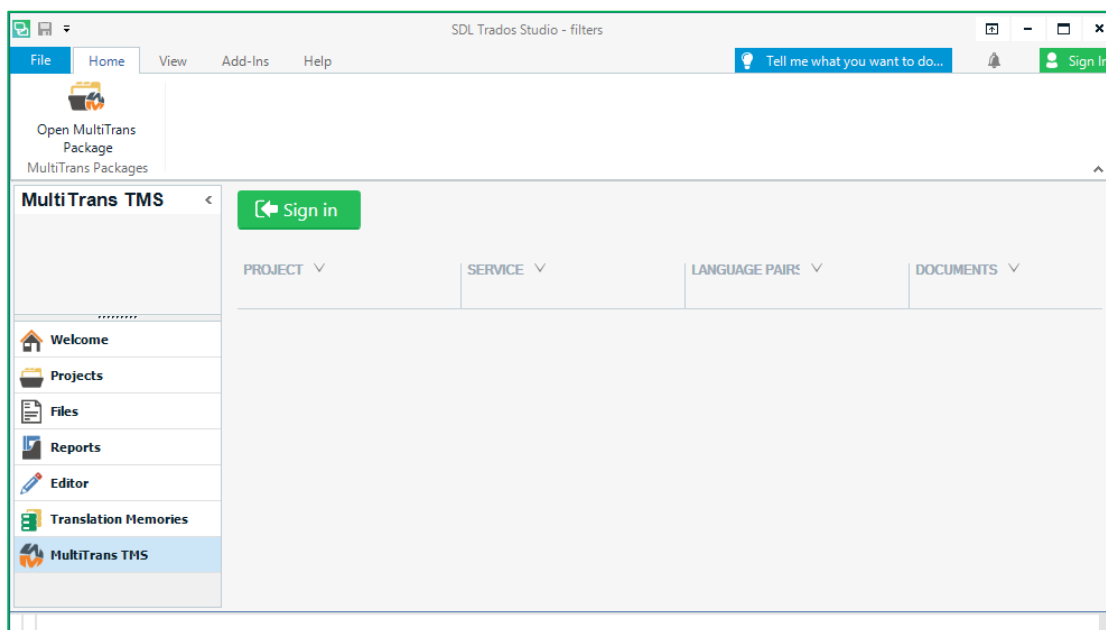 SDL Trados Studio - filters
File Home View Add-Ins Help Tell me what you want to do... Sign In
Open MultiTrans
Package
MultiTrans Packages
MultiTrans TMS
Sign in
PROJECT SERVICE LANGUAGE PAIRS DOCUMENTS
Welcome
Projects
Files
Reports
Editor
Translation Memories
MultiTrans TMS